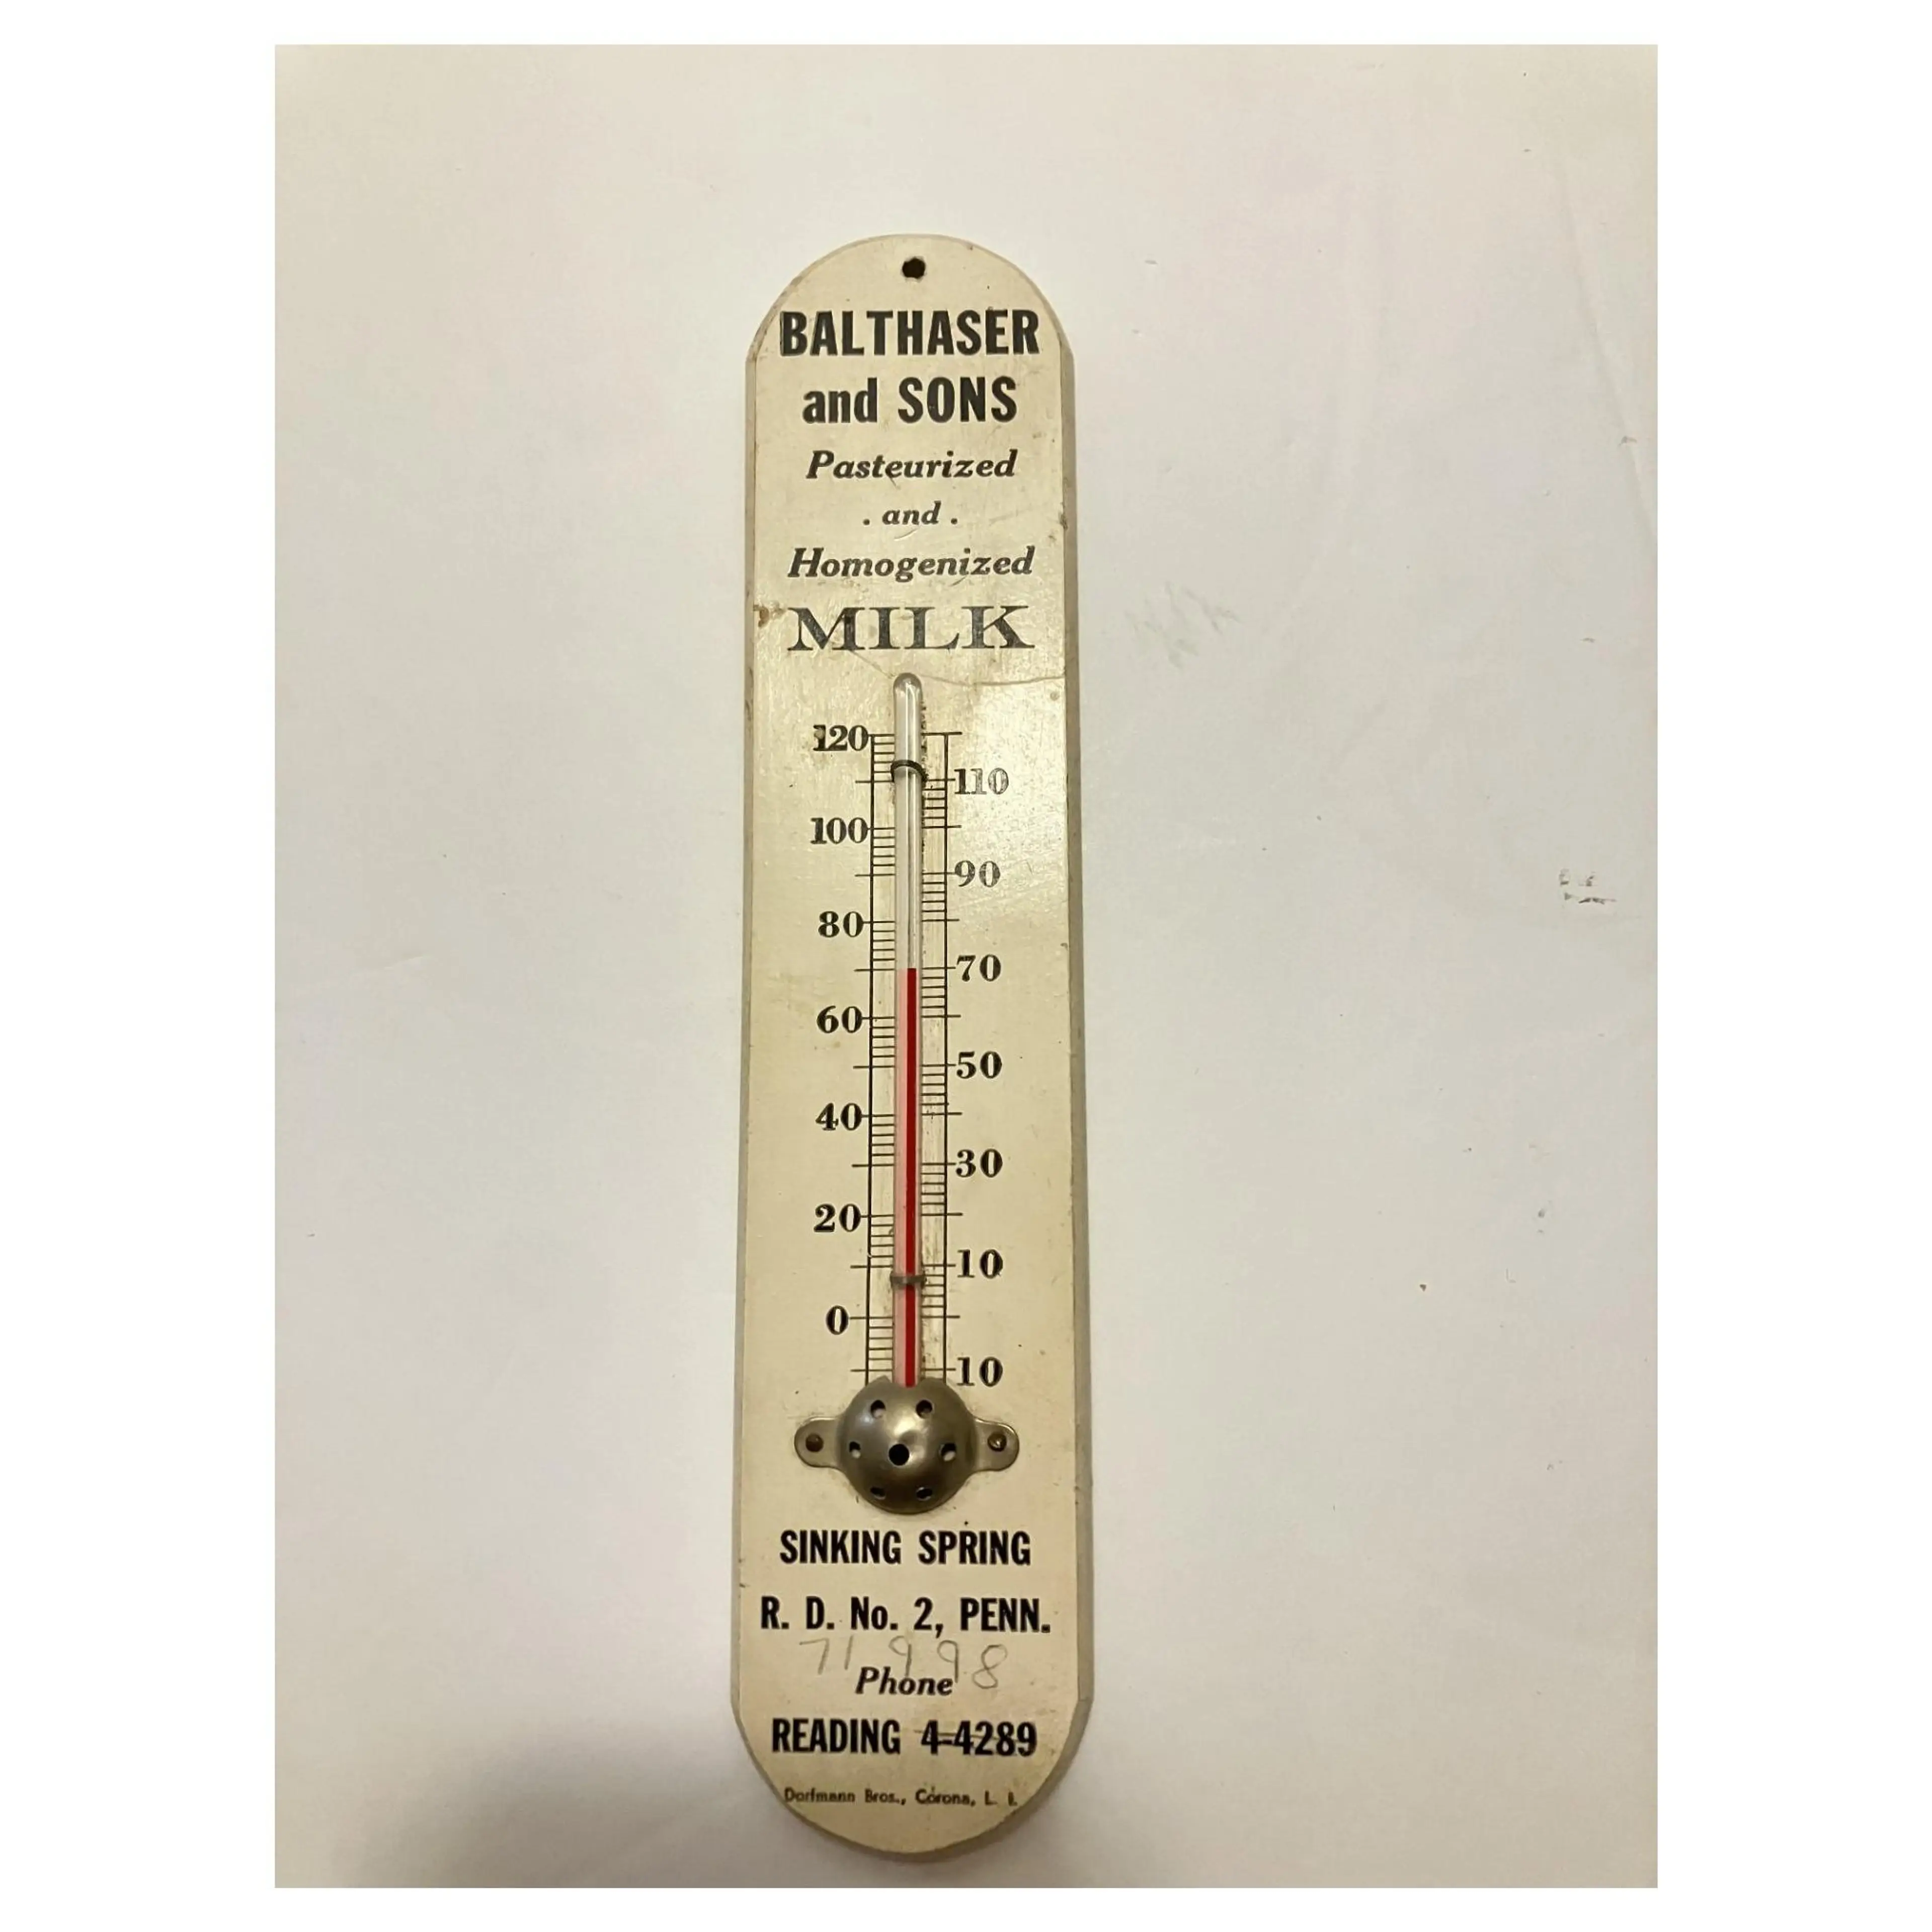 BALTHASER
and SONS
Pasteurized
. and .
Homogenized
MILK
120
110
100
90
80
70
60
50
40
30
20
10
0
10
SINKING SPRING
R. D. No. 2, PENN.
71998
Phone
READING 4-4289
Dorfmann Bros., Corona, L. I.